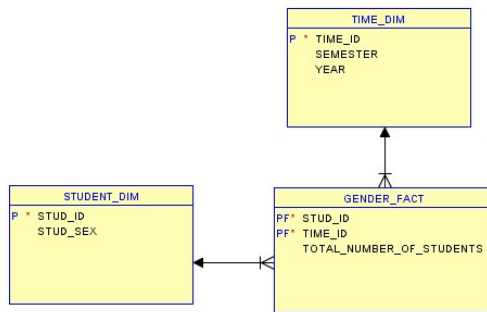 TIME_DIM
P * TIME_ID
SEMESTER
YEAR
STUDENT_DIM
P * STUD_ID
STUD_SEX
GENDER_FACT
PF* STUD_ID
PF* TIME_ID
TOTAL_NUMBER_OF_STUDENTS